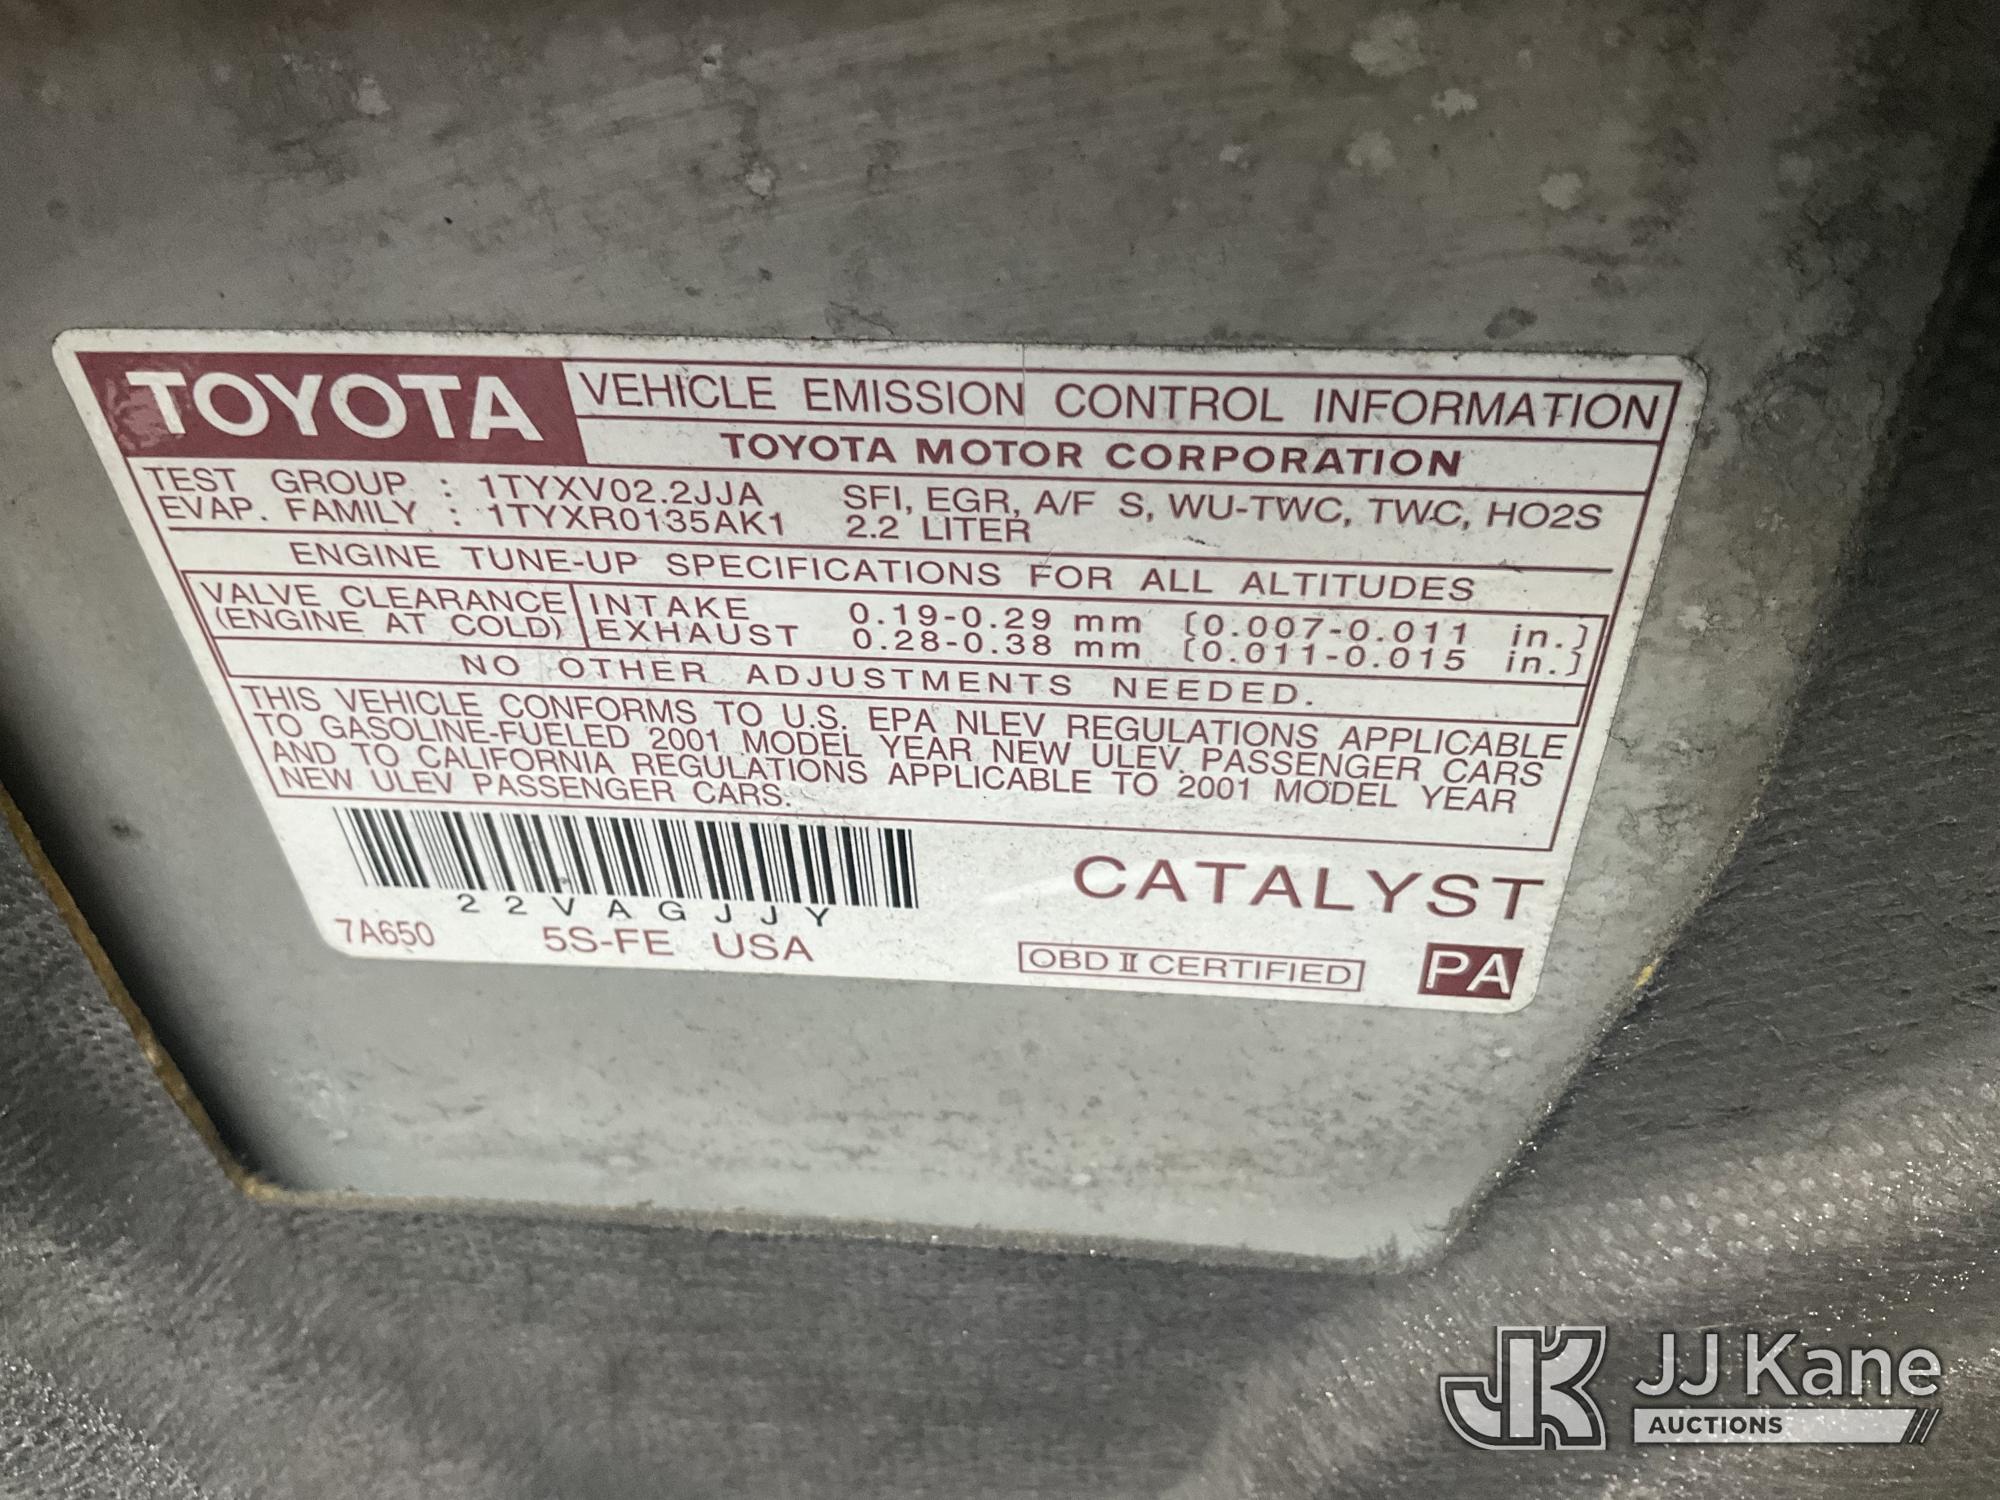 TOYOTA VEHICLE EMISSION CONTROL INFORMATION
TOYOTA MOTOR CORPORATION
TEST GROUP : 1TYXV02.2JJA SFI, EGR, A/F S, WU-TWC, TWC, HO2S
EVAP. FAMILY : 1TYXR0135AK1 2.2 LITER
ENGINE TUNE-UP SPECIFICATIONS FOR ALL ALTITUDES
VALVE CLEARANCE INTAKE 0.19-0.29 mm [0.007-0.011 in.]
(ENGINE AT COLD) EXHAUST 0.28-0.38 mm [0.011-0.015 in.]
NO OTHER ADJUSTMENTS NEEDED.
THIS VEHICLE CONFORMS TO U.S. EPA NLEV REGULATIONS APPLICABLE
TO GASOLINE-FUELED 2001 MODEL YEAR NEW ULEV PASSENGER CARS
AND TO CALIFORNIA REGULATIONS APPLICABLE TO 2001 MODEL YEAR
NEW ULEV PASSENGER CARS.
22VAGJJY
CATALYST
7A650 5S-FE USA
OBD II CERTIFIED PA
JK JJ Kane
AUCTIONS